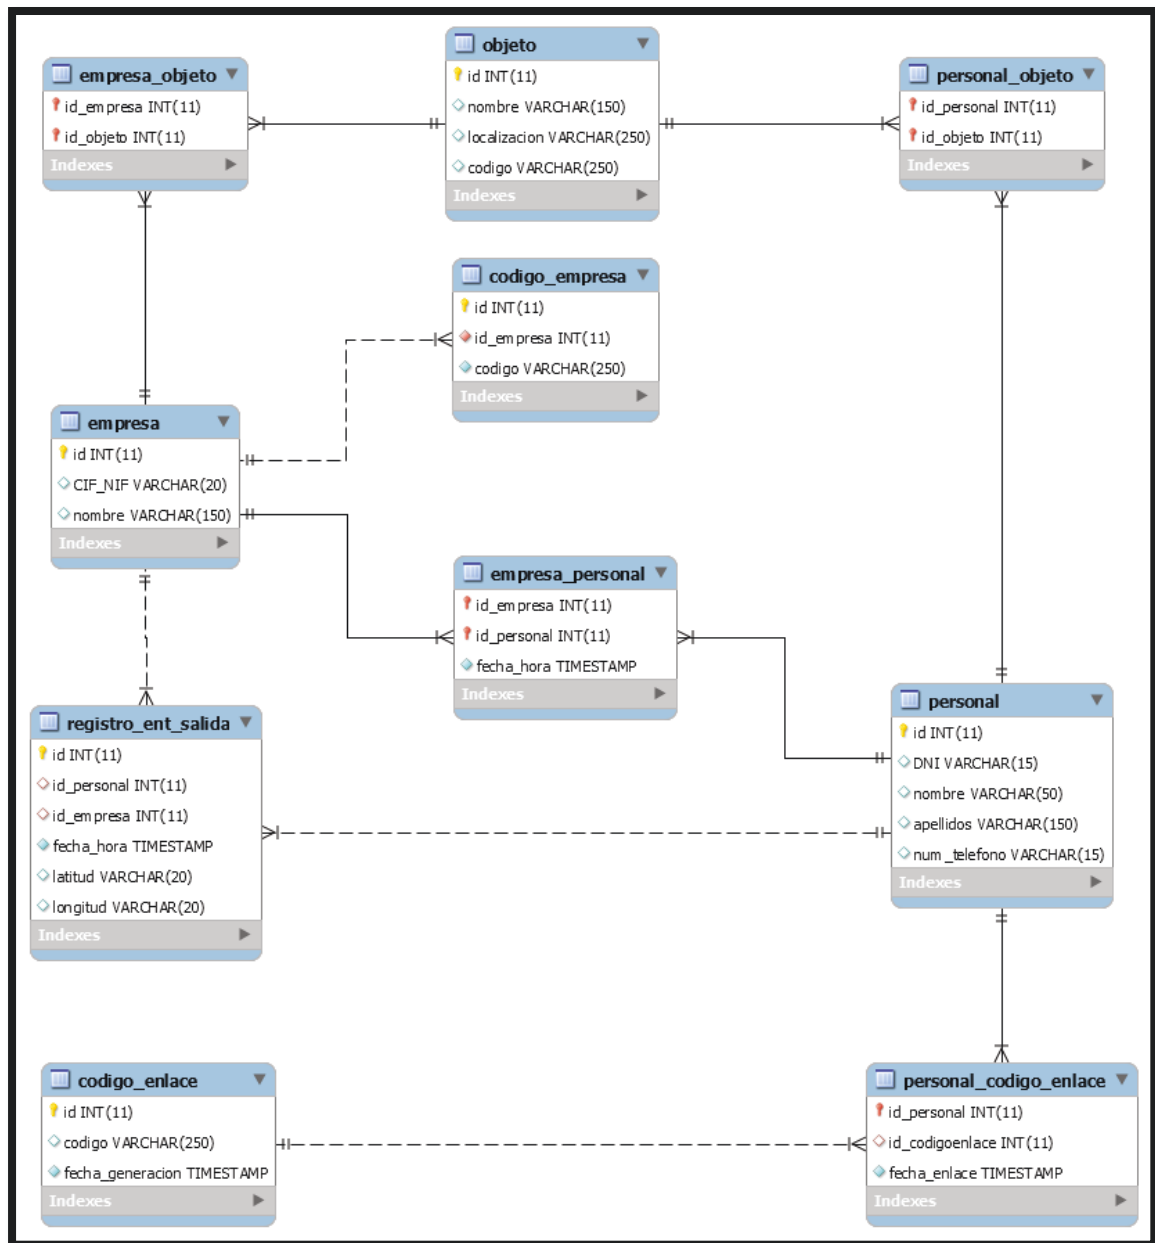 objeto
id INT(11)
nombre VARCHAR(150)
localizacion VARCHAR(250)
codigo VARCHAR(250)
Indexes
empresa_objeto
id_empresa INT(11)
id_objeto INT(11)
Indexes
personal_objeto
id_personal INT(11)
id_objeto INT(11)
Indexes
codigo_empresa
id INT(11)
id_empresa INT(11)
codigo VARCHAR(250)
Indexes
empresa
id INT(11)
CIF_NIF VARCHAR(20)
nombre VARCHAR(150)
Indexes
empresa_personal
id_empresa INT(11)
id_personal INT(11)
fecha_hora TIMESTAMP
Indexes
registro_ent_salida
id INT(11)
id_personal INT(11)
id_empresa INT(11)
fecha_hora TIMESTAMP
latitud VARCHAR(20)
longitud VARCHAR(20)
Indexes
personal
id INT(11)
DNI VARCHAR(15)
nombre VARCHAR(50)
apellidos VARCHAR(150)
num_telefono VARCHAR(15)
Indexes
codigo_enlace
id INT(11)
codigo VARCHAR(250)
fecha_generacion TIMESTAMP
Indexes
personal_codigo_enlace
id_personal INT(11)
id_codigoenlace INT(11)
fecha_enlace TIMESTAMP
Indexes